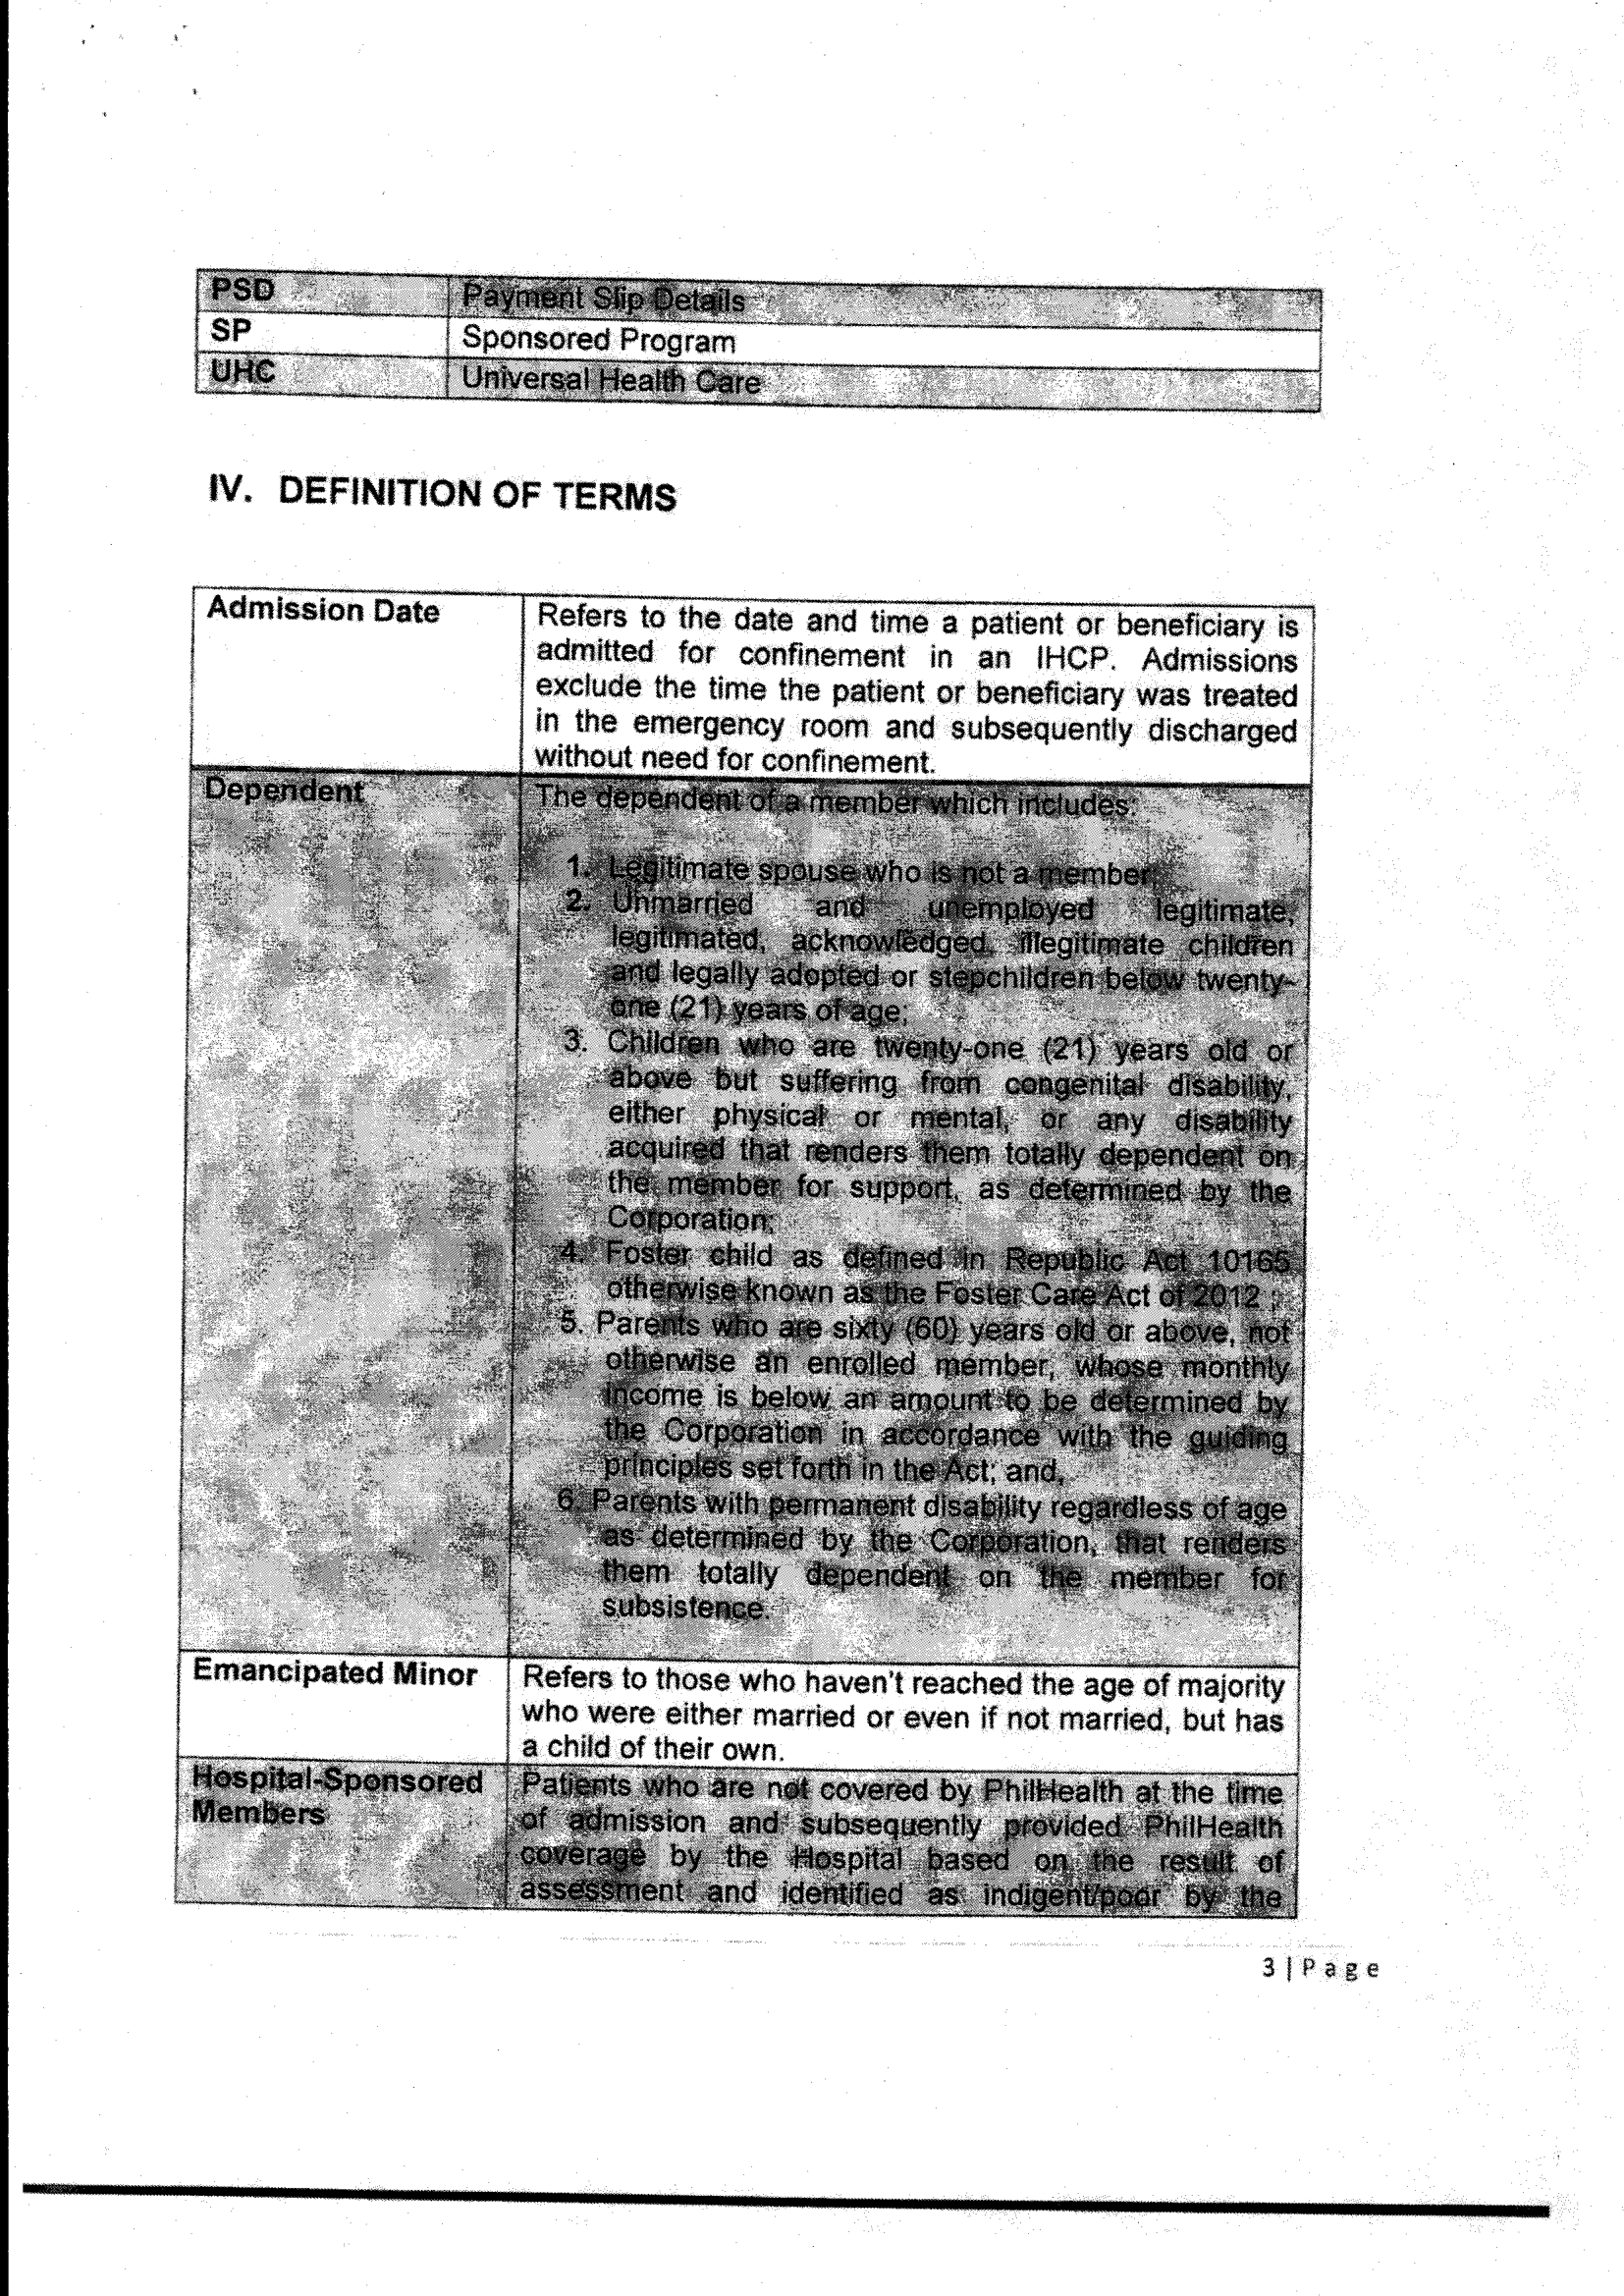 PSD Payment Slip Details
SP Sponsored Program
UHC Universal Health Care
IV. DEFINITION OF TERMS
Admission Date Refers to the date and time a patient or beneficiary is
admitted for confinement in an IHCP. Admissions
exclude the time the patient or beneficiary was treated
in the emergency room and subsequently discharged
without need for confinement.
Dependent The dependent of a member which includes:
1. Legitimate spouse who is not a member;
2. Unmarried and unemployed legitimate,
legitimated, acknowledged, illegitimate children
and legally adopted or stepchildren below twenty-
one (21) years of age;
3. Children who are twenty-one (21) years old or
above but suffering from congenital disability,
either physical or mental, or any disability
acquired that renders them totally dependent on
the member for support, as determined by the
Corporation;
4. Foster child as defined in Republic Act 10165
otherwise known as the Foster Care Act of 2012 ;
5. Parents who are sixty (60) years old or above, not
otherwise an enrolled member, whose monthly
income is below an amount to be determined by
the Corporation in accordance with the guiding
principles set forth in the Act; and,
6. Parents with permanent disability regardless of age
as determined by the Corporation, that renders
them totally dependent on the member for
subsistence.
Emancipated Minor Refers to those who haven't reached the age of majority
who were either married or even if not married, but has
a child of their own.
Hospital-Sponsored Patients who are not covered by PhilHealth at the time
Members of admission and subsequently provided PhilHealth
coverage by the Hospital based on the result of
assessment and identified as indigent/poor by the
3 | P a g e